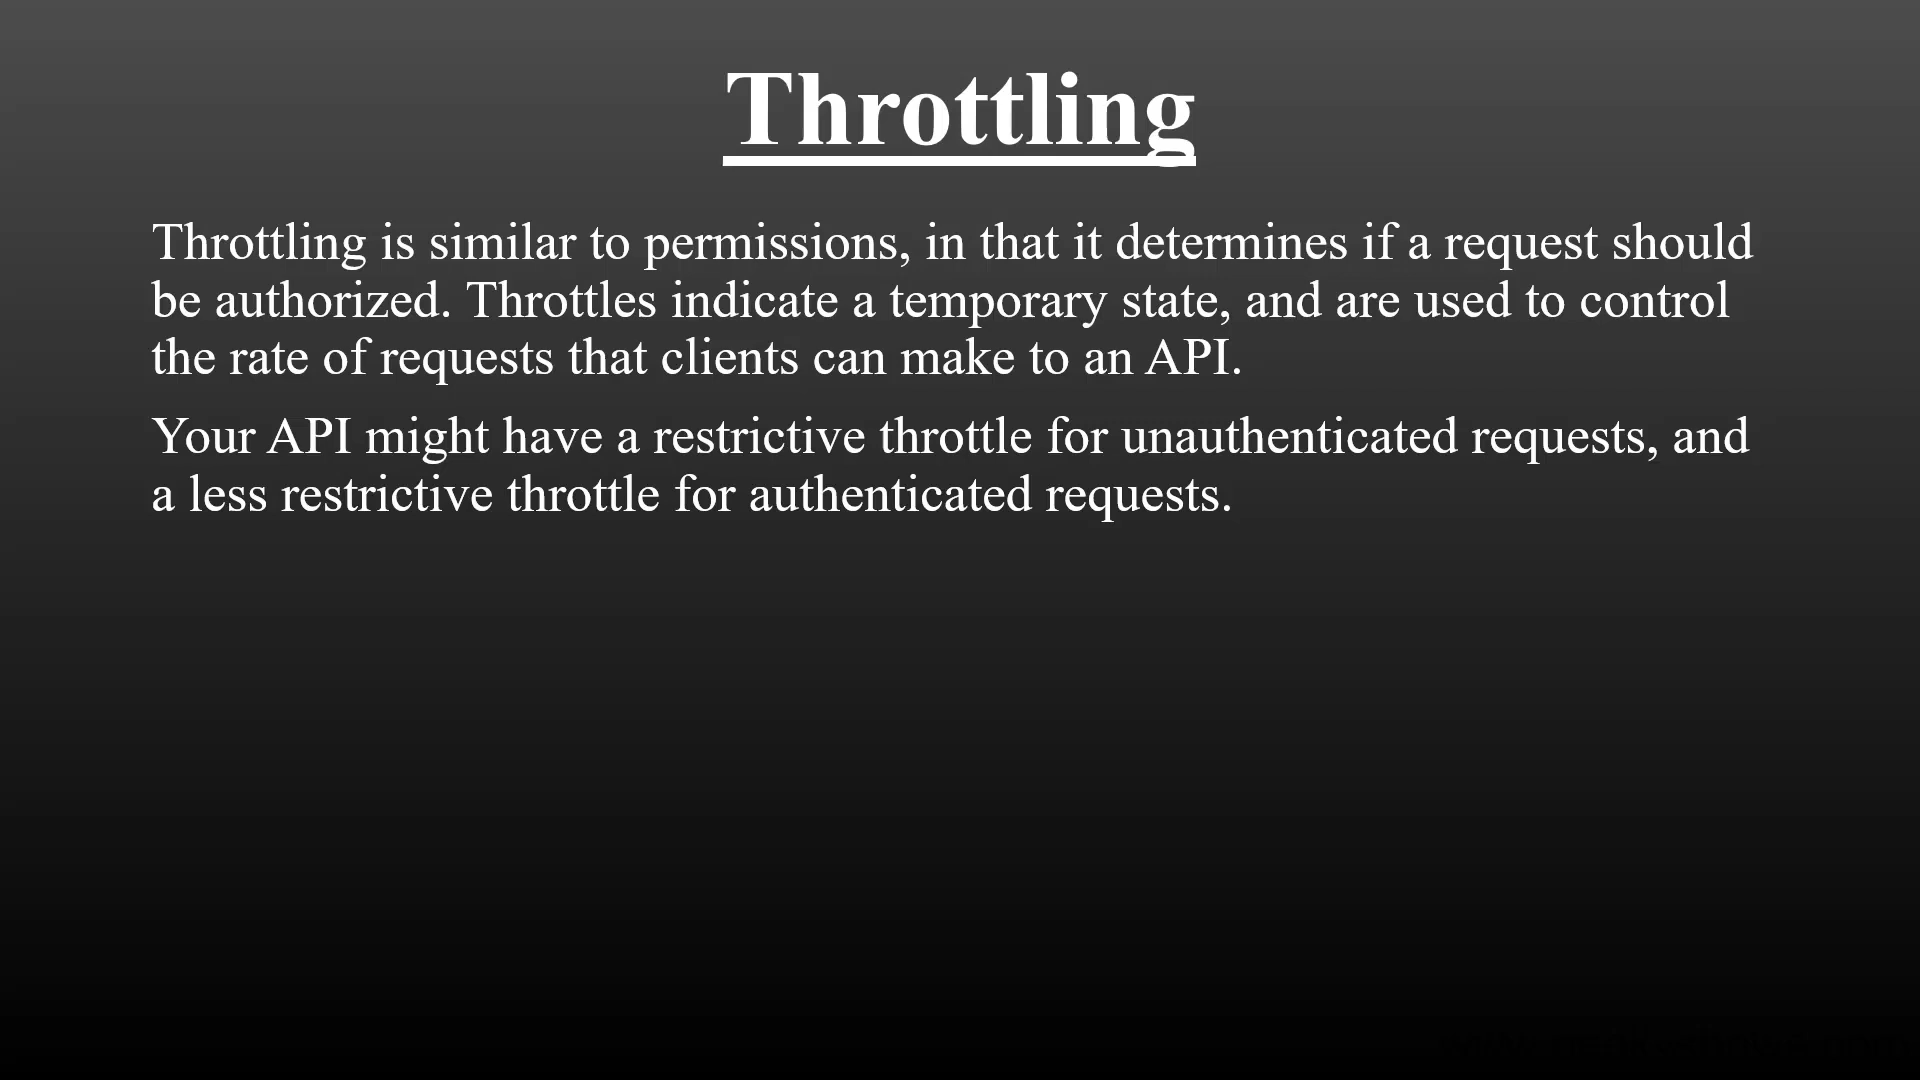 Throttling
Throttling is similar to permissions, in that it determines if a request should
be authorized. Throttles indicate a temporary state, and are used to control
the rate of requests that clients can make to an API.
Your API might have a restrictive throttle for unauthenticated requests, and
a less restrictive throttle for authenticated requests.